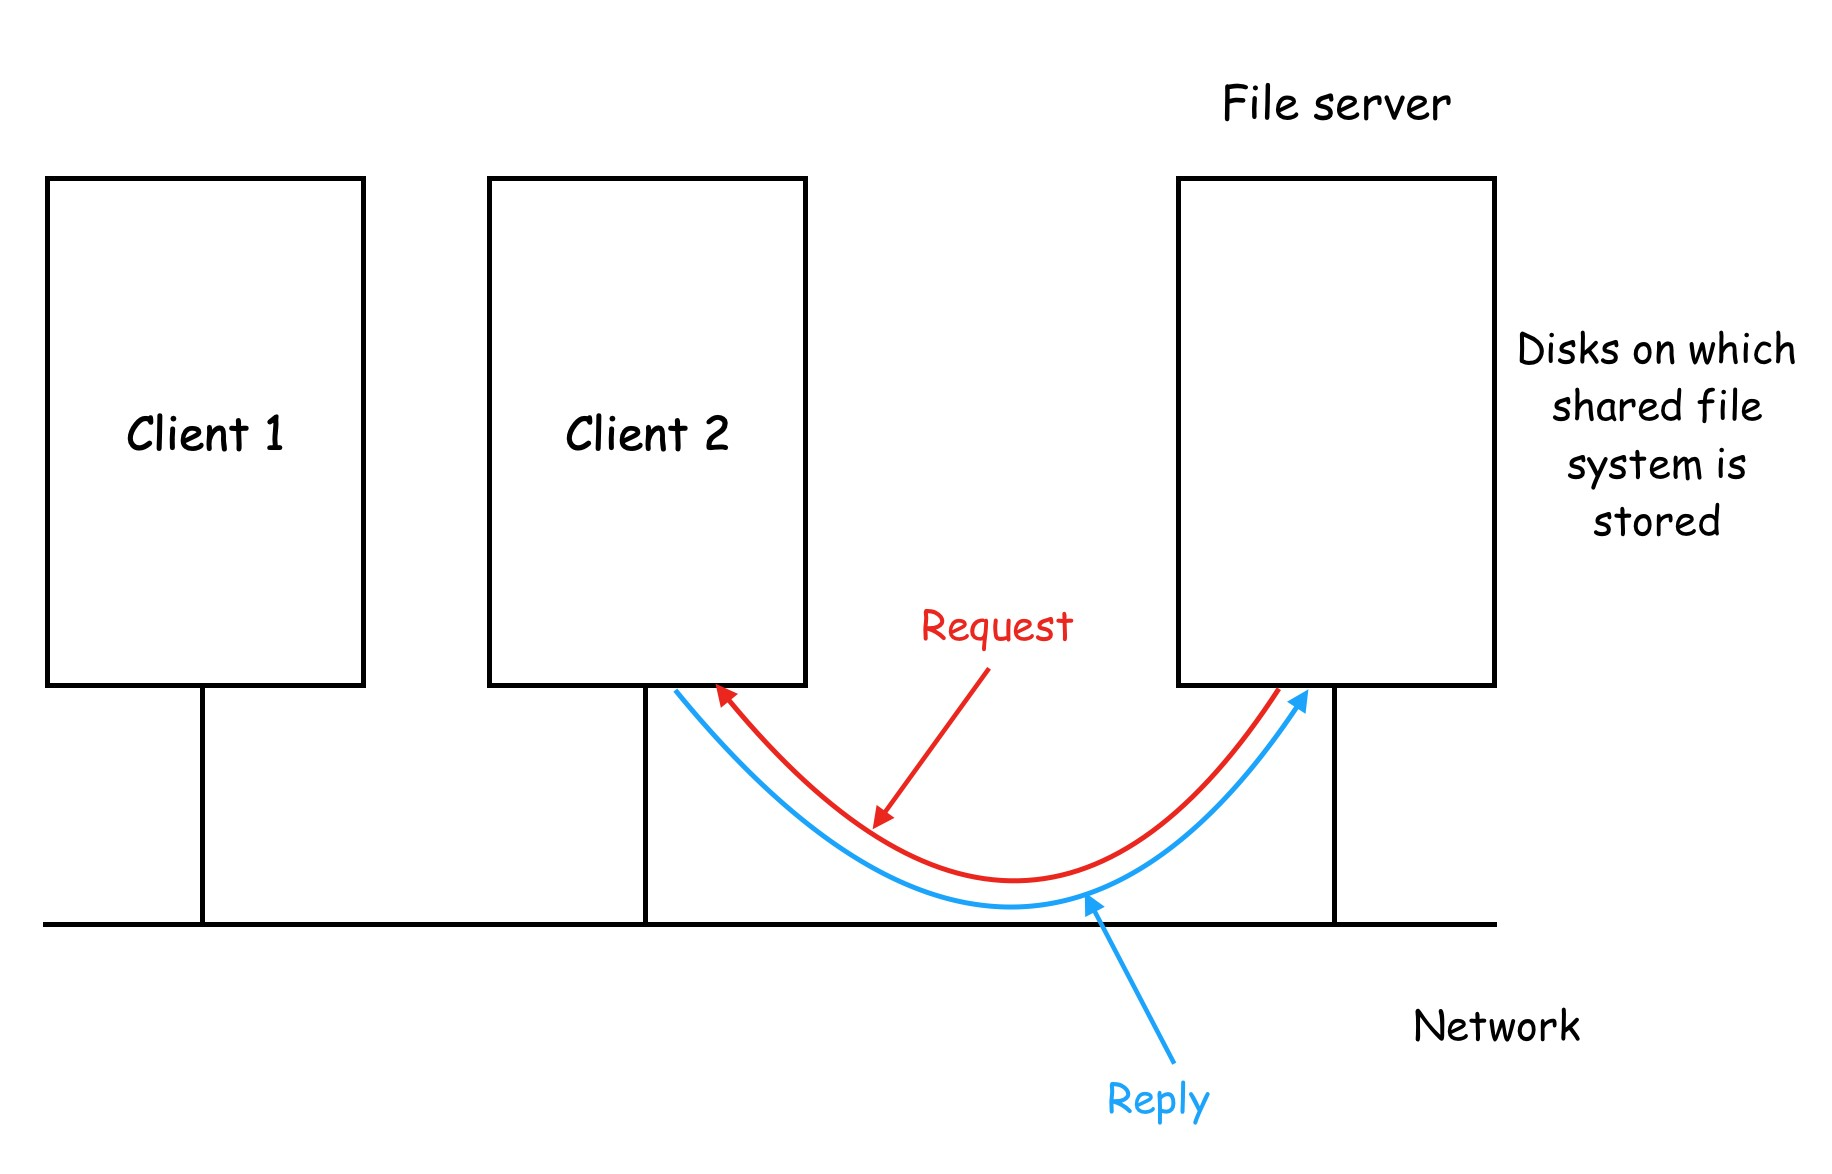 File server
Client 1
Client 2
Disks on which
shared file
system is
stored
Request
Network
Reply